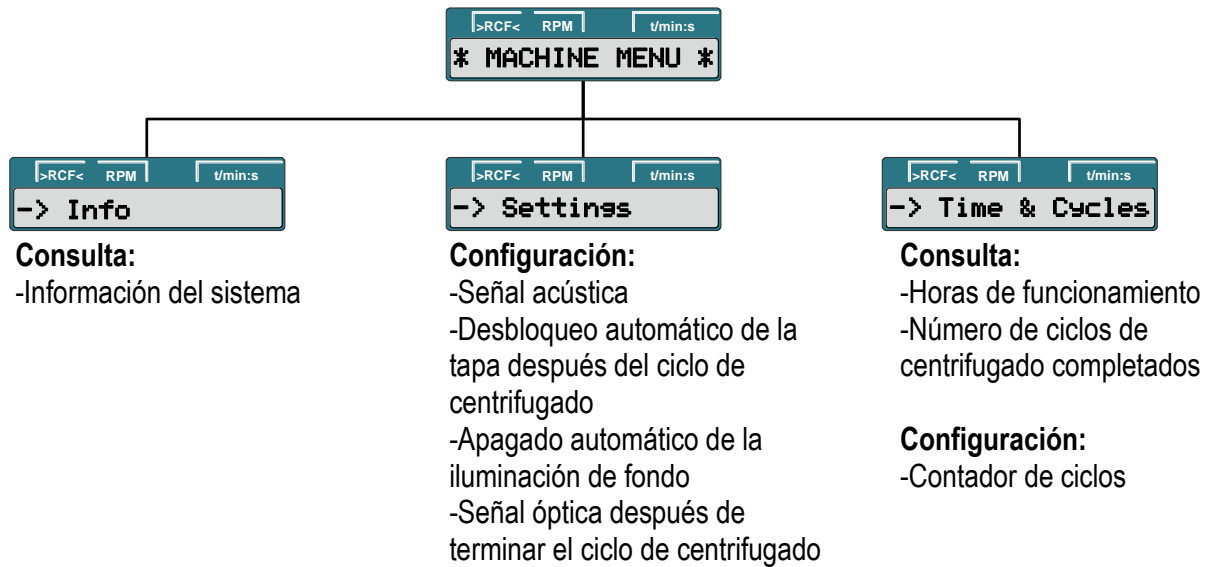 >RCF< RPM t/min:s
* MACHINE MENU *
>RCF< RPM t/min:s
-> Info
Consulta:
-Información del sistema
>RCF< RPM t/min:s
-> Settings
Configuración:
-Señal acústica
-Desbloqueo automático de la
tapa después del ciclo de
centrifugado
-Apagado automático de la
iluminación de fondo
-Señal óptica después de
terminar el ciclo de centrifugado
>RCF< RPM t/min:s
-> Time & Cycles
Consulta:
-Horas de funcionamiento
-Número de ciclos de
centrifugado completados
Configuración:
-Contador de ciclos